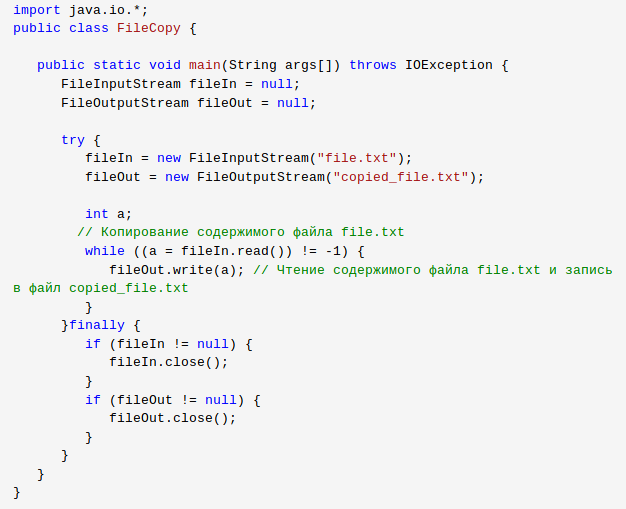 import java.io.*;
public class FileCopy {
public static void main(String args[]) throws IOException {
FileInputStream fileIn = null;
FileOutputStream fileOut = null;
try {
fileIn = new FileInputStream("file.txt");
fileOut = new FileOutputStream("copied_file.txt");
int a;
// Копирование содержимого файла file.txt
while ((a = fileIn.read()) != -1) {
fileOut.write(a); // Чтение содержимого файла file.txt и запись
в файл copied_file.txt
}
}finally {
if (fileIn != null) {
fileIn.close();
}
if (fileOut != null) {
fileOut.close();
}
}
}
}